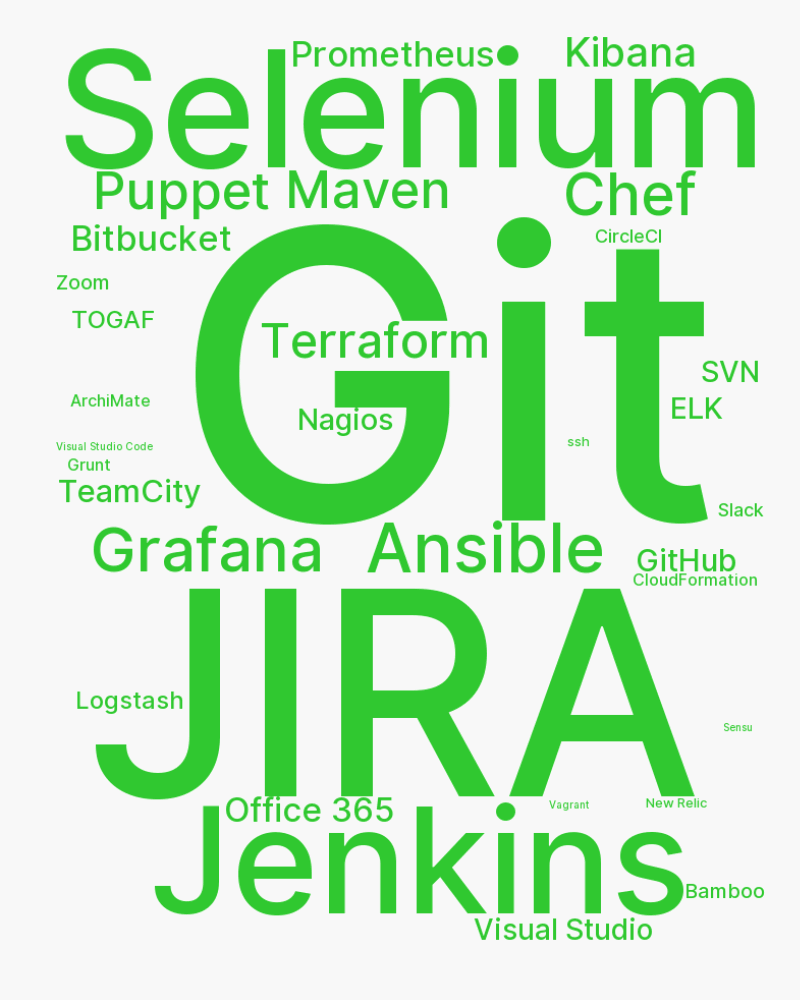 Prometheus
Kibana
Selenium
Puppet
Maven
Chef
Bitbucket
CircleCI
Git
Zoom
TOGAF
Terraform
SVN
ArchiMate
ELK
Nagios
ssh
Visual Studio Code
Grunt
TeamCity
Slack
Grafana
Ansible
GitHub
CloudFormation
JIRA
Logstash
Sensu
Office 365
Vagrant
New Relic
Jenkins
Bamboo
Visual Studio